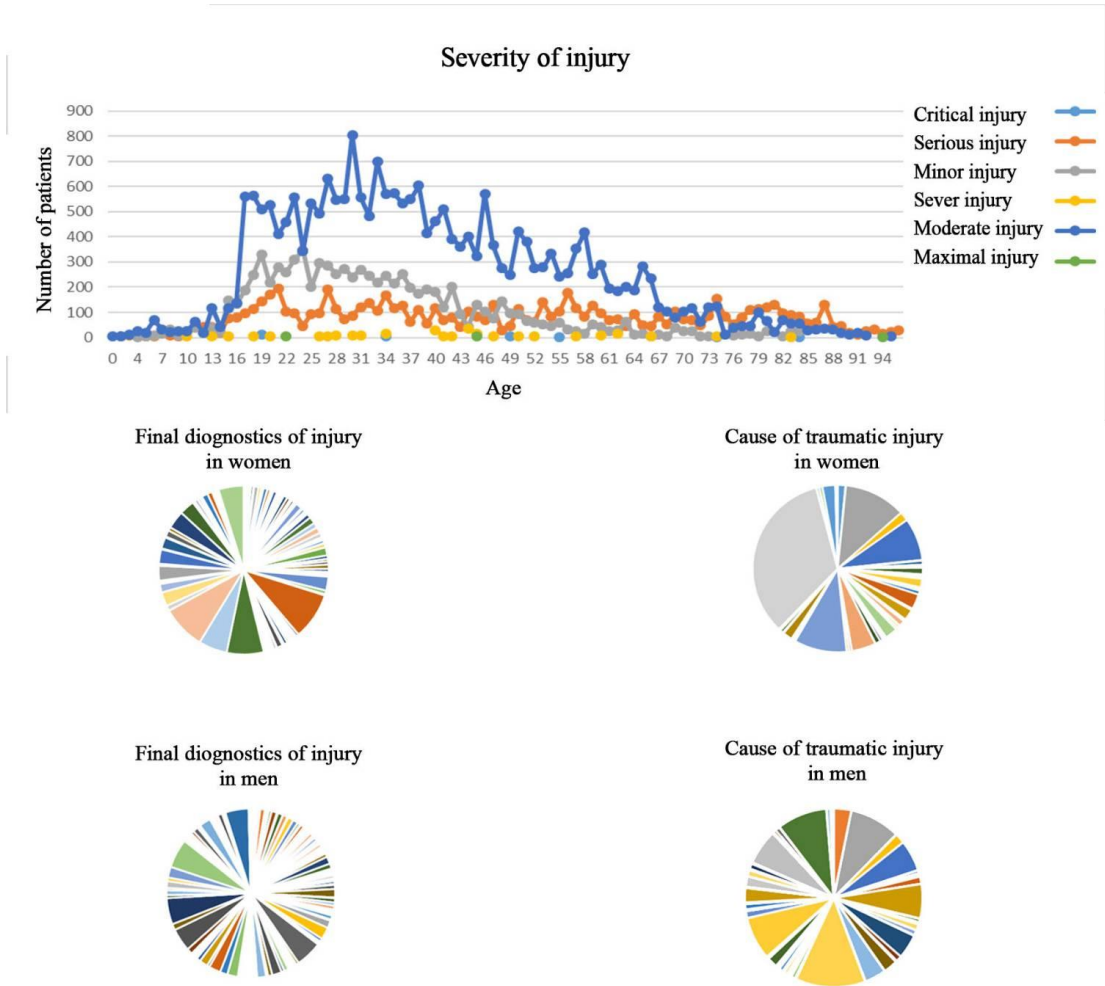 Severity of injury
Number of patients
900
800
700
600
500
400
300
200
100
0
0 4 7 10 13 16 19 22 25 28 31 34 37 40 43 46 49 52 55 58 61 64 67 70 73 76 79 82 85 88 91 94
Age
Critical injury
Serious injury
Minor injury
Sever injury
Moderate injury
Maximal injury
Final diognostics of injury
in women
Cause of traumatic injury
in women
Final diognostics of injury
in men
Cause of traumatic injury
in men